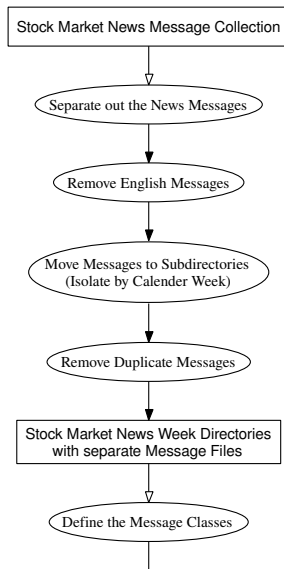 Stock Market News Message Collection
Separate out the News Messages
Remove English Messages
Move Messages to Subdirectories
(Isolate by Calender Week)
Remove Duplicate Messages
Stock Market News Week Directories
with separate Message Files
Define the Message Classes